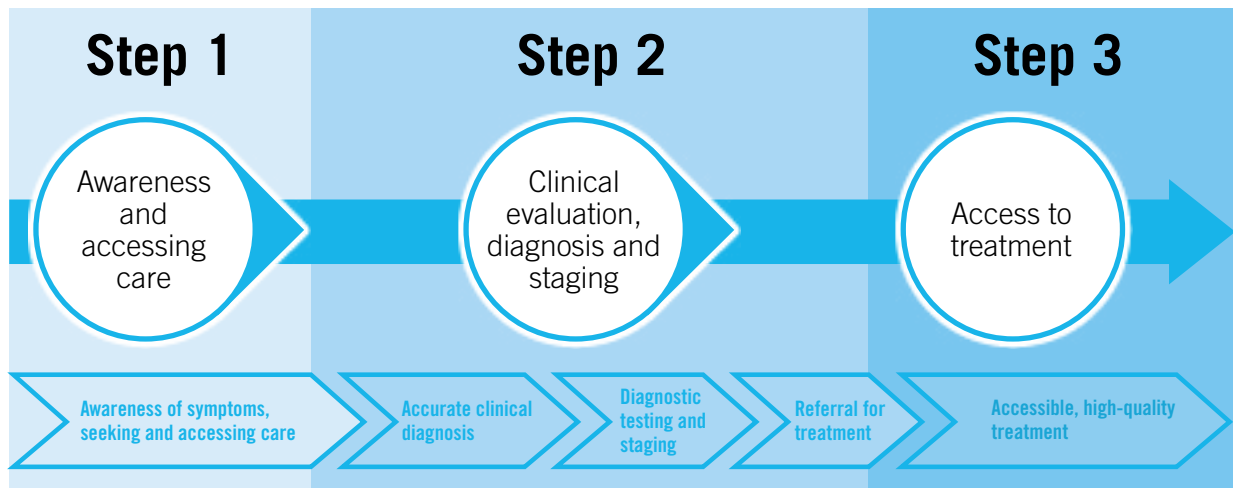 Step 1
Step 2
Step 3
Awareness
and
accessing
care
Clinical
evaluation,
diagnosis and
staging
Access to
treatment
Awareness of symptoms,
seeking and accessing care
Accurate clinical
diagnosis
Diagnostic
testing and
staging
Referral for
treatment
Accessible, high-quality
treatment